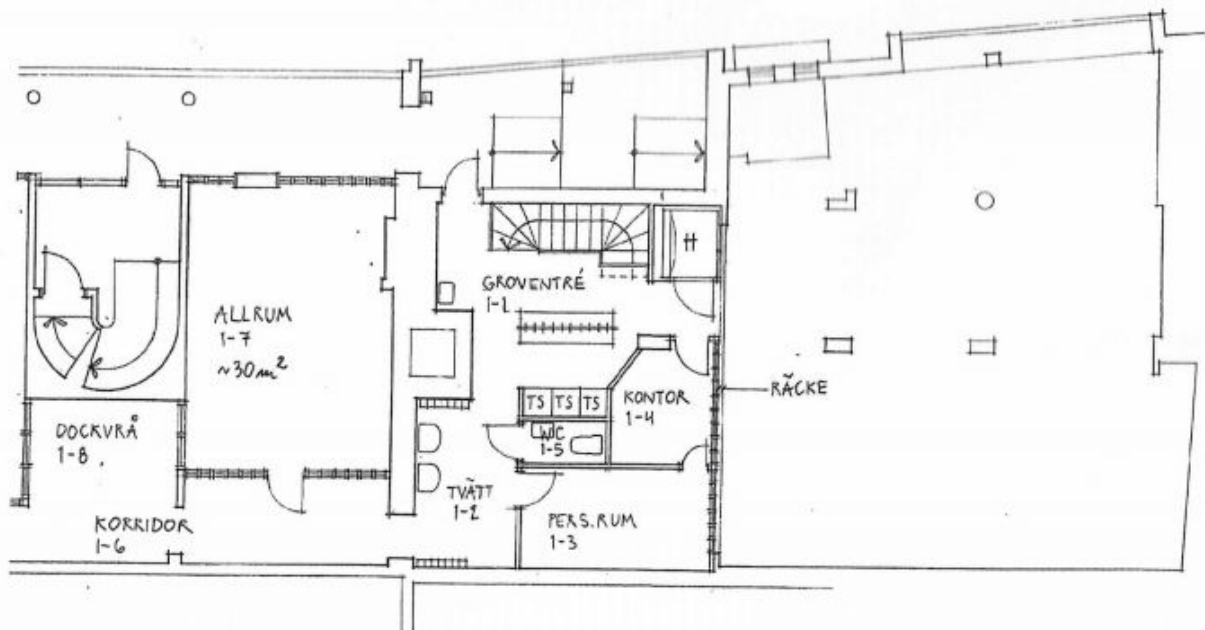 H
GROVENTRÉ
1-1
ALLRUM
1-7
~30m²
RÄCKE
TS TS TS
KONTOR
1-4
DOCKVRÅ
1-8
WC
1-5
TVÄTT
1-2
PERS.RUM
1-3
KORRIDOR
1-6